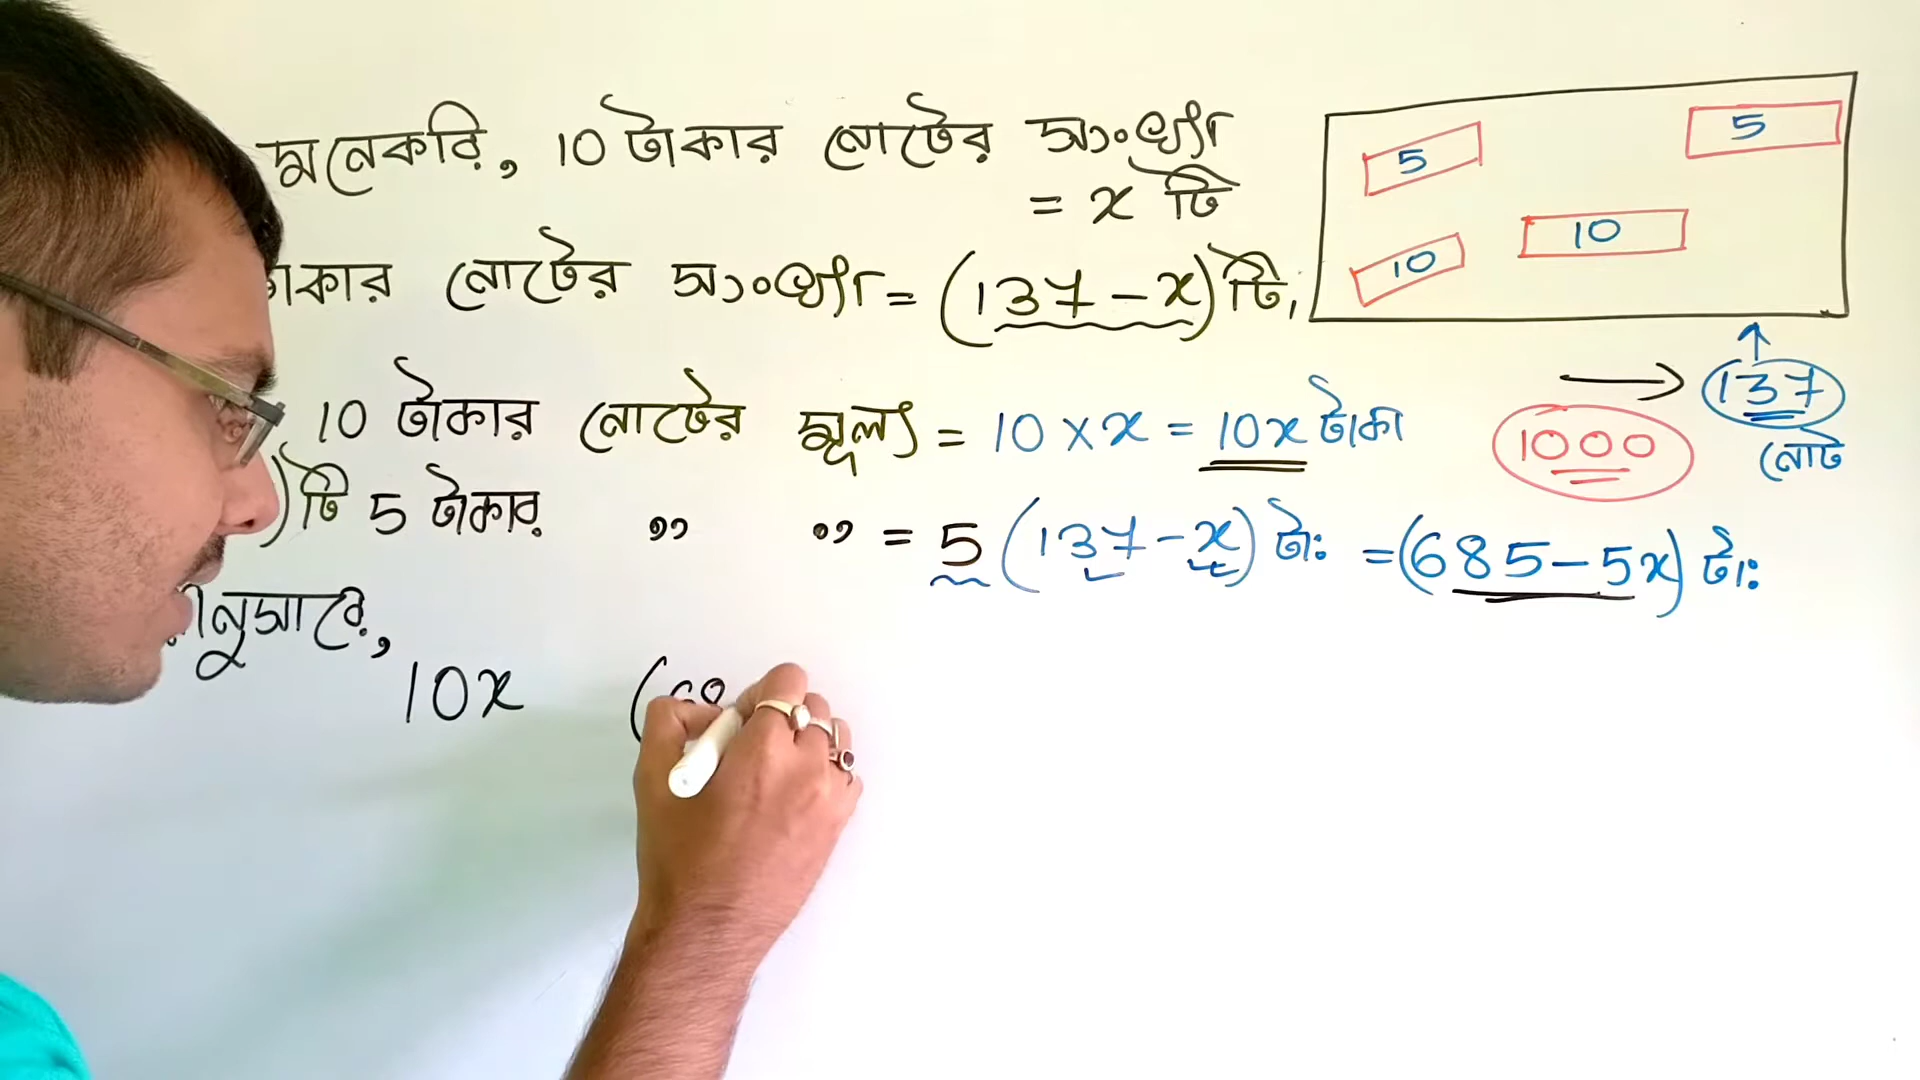 মনেকরি, 10 টাকার নোটের সংখ্যা
= x টি
টাকার নোটের সংখ্যা = (137 - x) টি,
10 টাকার নোটের মূল্য = 10 × x = 10x টাকা
)টি 5 টাকার " " = 5 (137 - x) টা: = (685 - 5x) টা:
নুসারে,
10x (68
5
5
10
10
137
নোট
1000